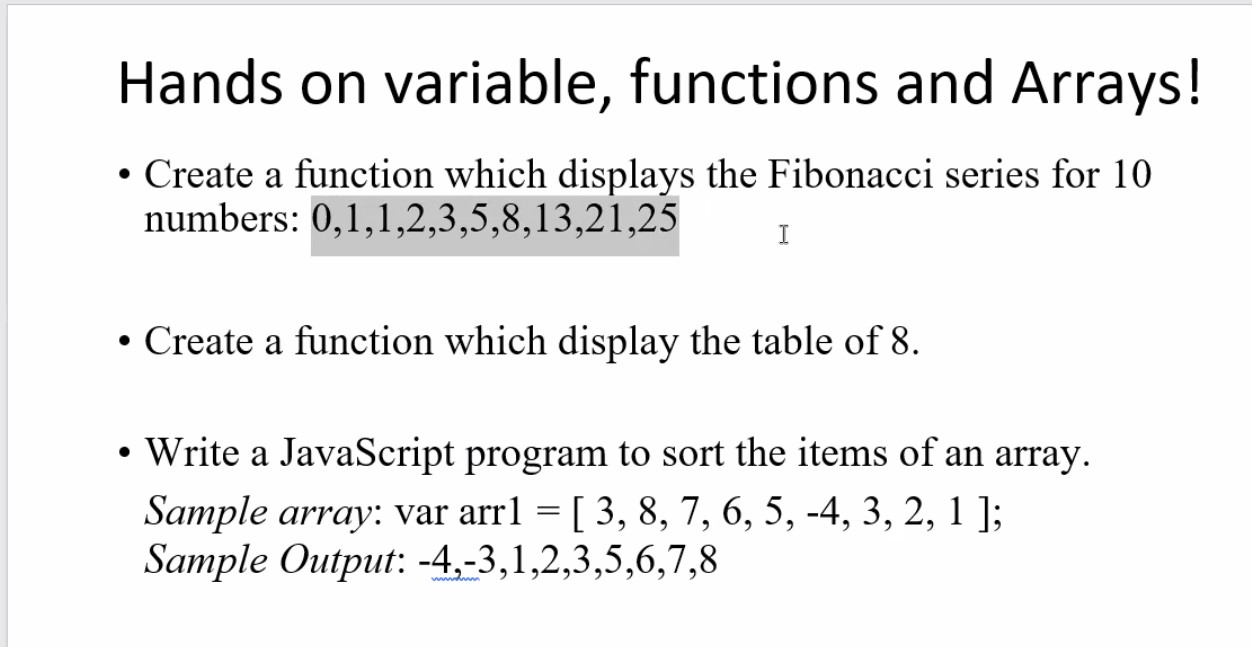 Hands on variable, functions and Arrays!
• Create a function which displays the Fibonacci series for 10
numbers: 0,1,1,2,3,5,8,13,21,25
• Create a function which display the table of 8.
• Write a JavaScript program to sort the items of an array.
Sample array: var arr1 = [ 3, 8, 7, 6, 5, -4, 3, 2, 1 ];
Sample Output: -4,-3,1,2,3,5,6,7,8